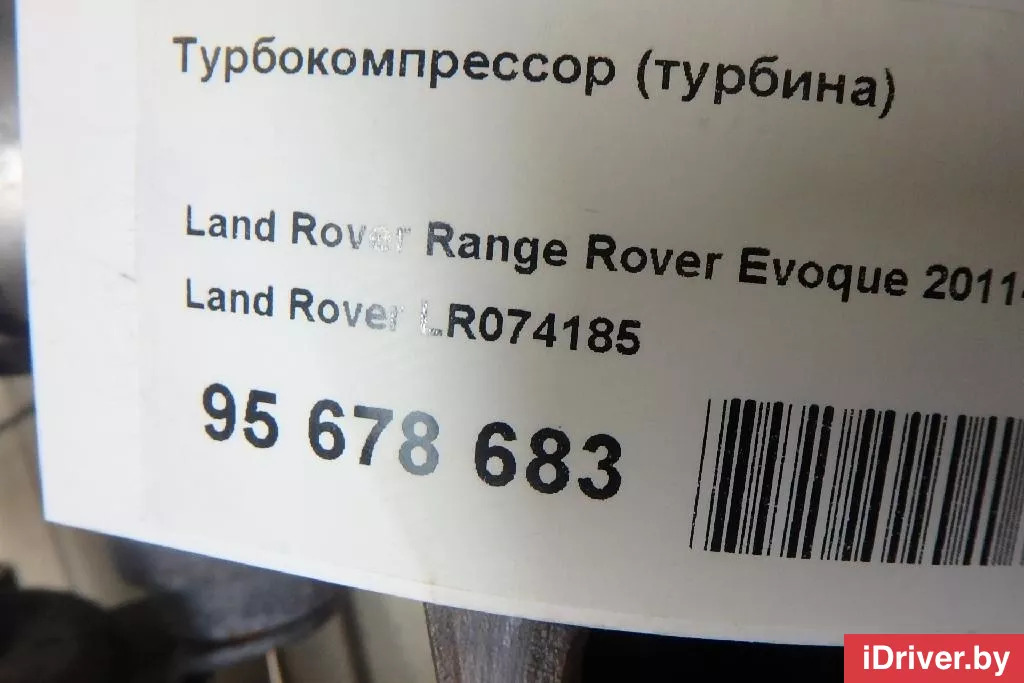 Турбокомпрессор (турбина)
Land Rover Range Rover Evoque 2011-
Land Rover LR074185
95 678 683
iDriver.by